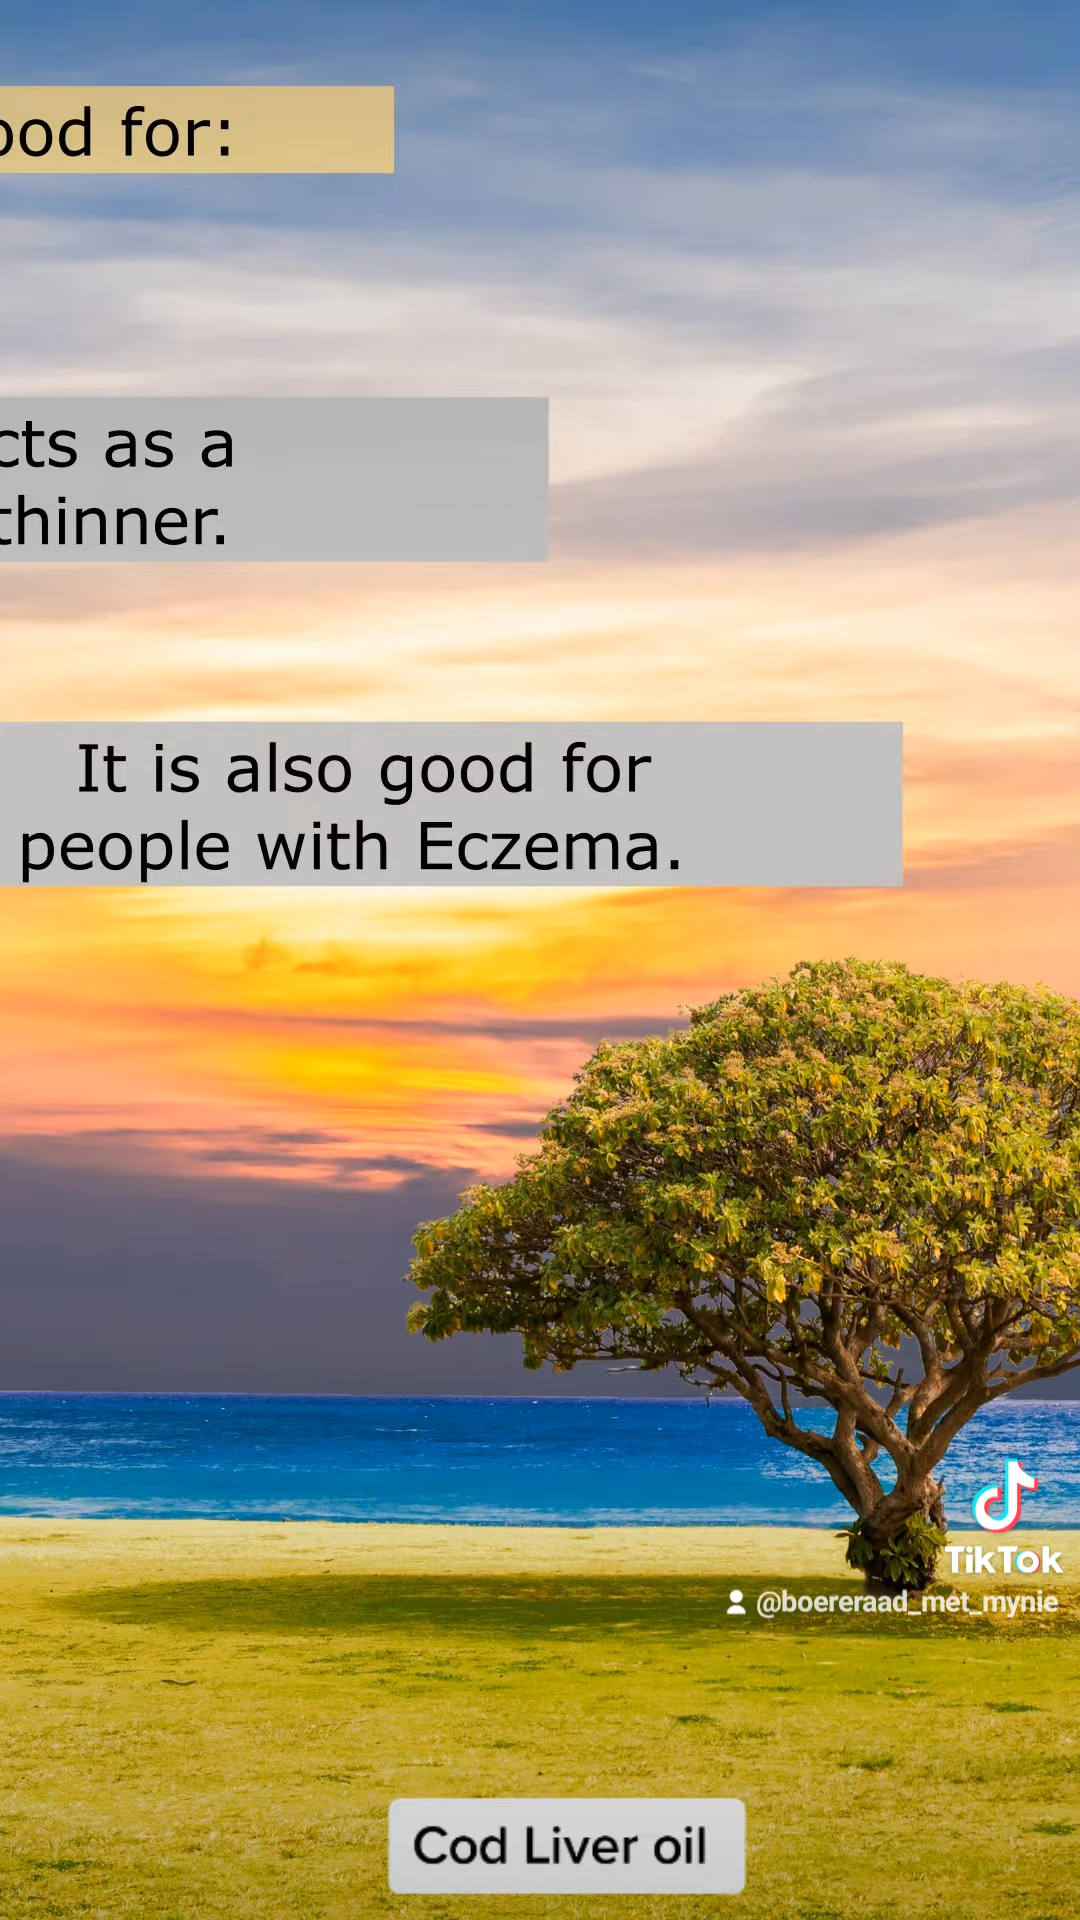 ood for:
cts as a
thinner.
It is also good for
people with Eczema.
TikTok
@boereraad_met_mynie
Cod Liver oil